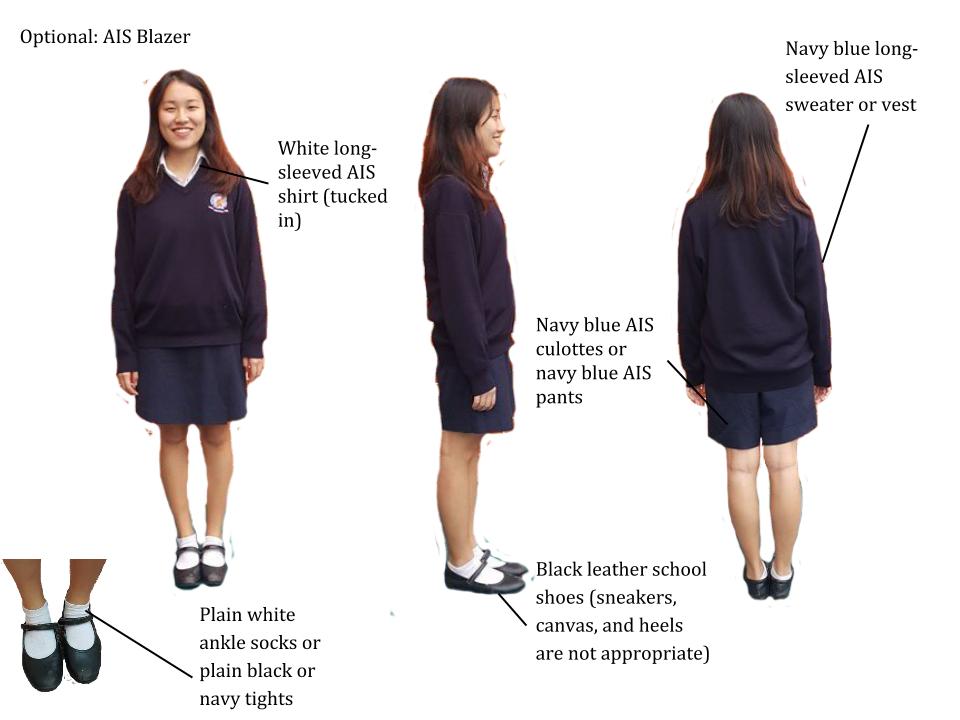 Optional: AIS Blazer
Navy blue long-
sleeved AIS
sweater or vest
White long-
sleeved AIS
shirt (tucked
in)
Navy blue AIS
culottes or
navy blue AIS
pants
Black leather school
shoes (sneakers,
canvas, and heels
are not appropriate)
Plain white
ankle socks or
plain black or
navy tights